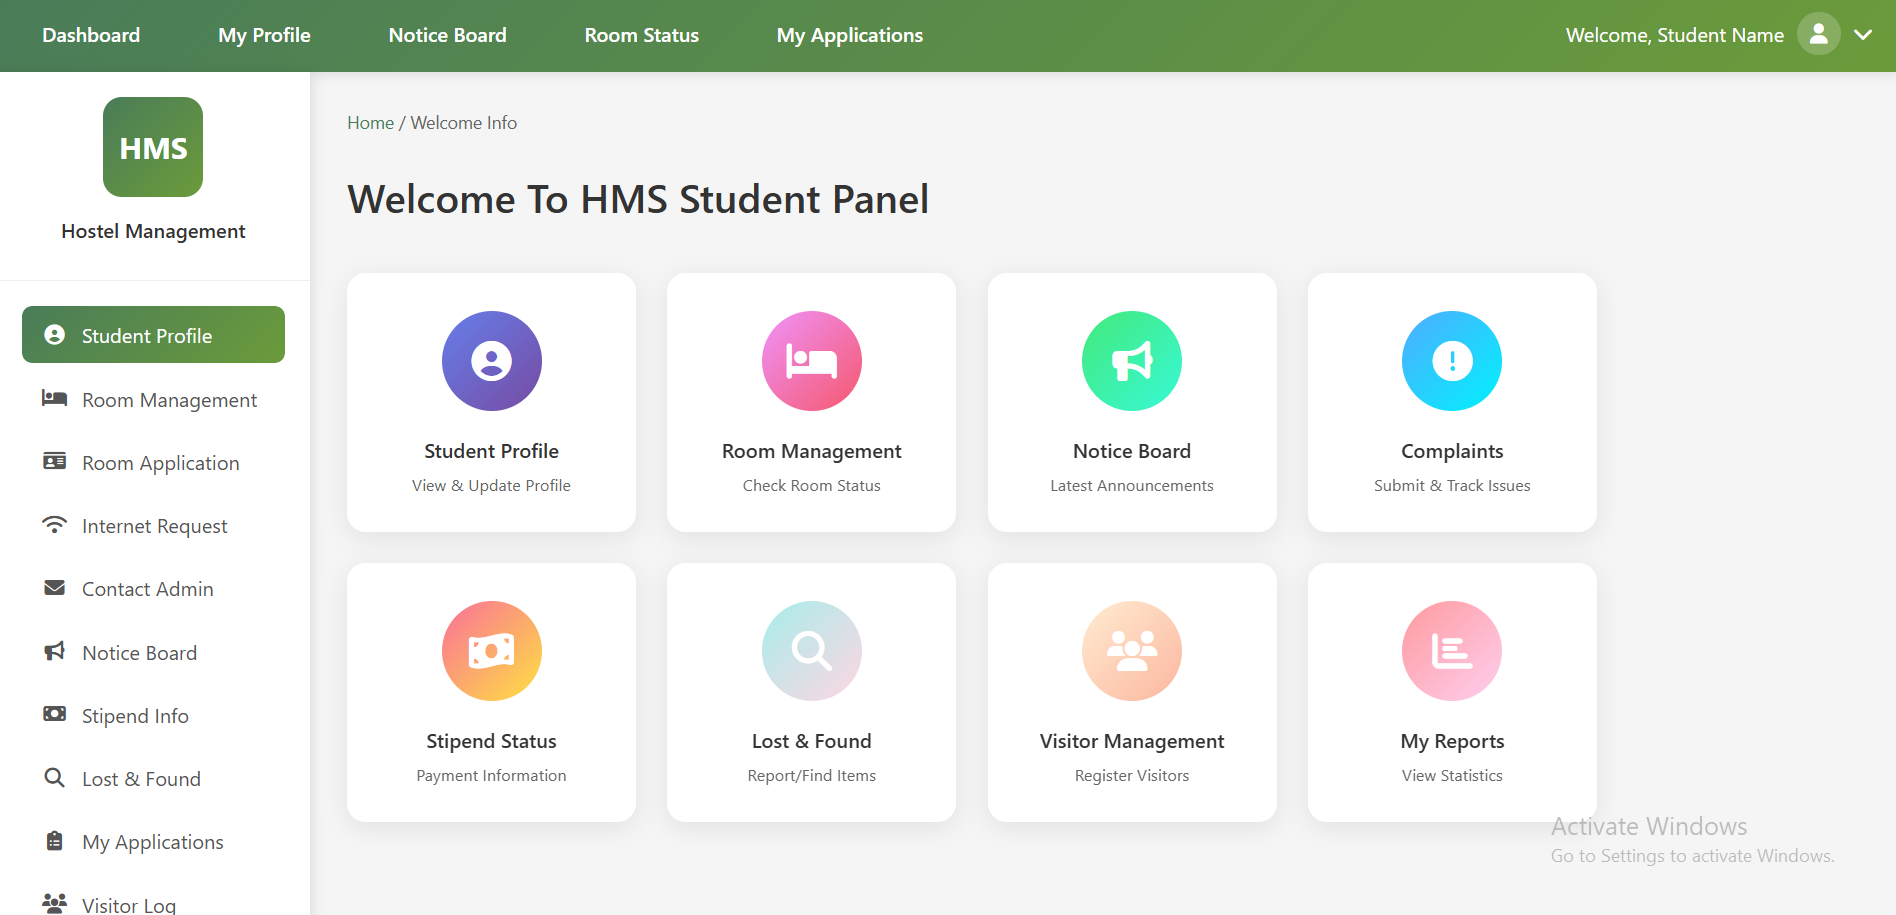 Dashboard
My Profile
Notice Board
Room Status
My Applications
Welcome, Student Name
HMS
Hostel Management
Student Profile
Room Management
Room Application
Internet Request
Contact Admin
Notice Board
Stipend Info
Lost & Found
My Applications
Visitor Log
Home / Welcome Info
Welcome To HMS Student Panel
Student Profile
View & Update Profile
Room Management
Check Room Status
Notice Board
Latest Announcements
Complaints
Submit & Track Issues
Stipend Status
Payment Information
Lost & Found
Report/Find Items
Visitor Management
Register Visitors
My Reports
View Statistics
Activate Windows
Go to Settings to activate Windows.